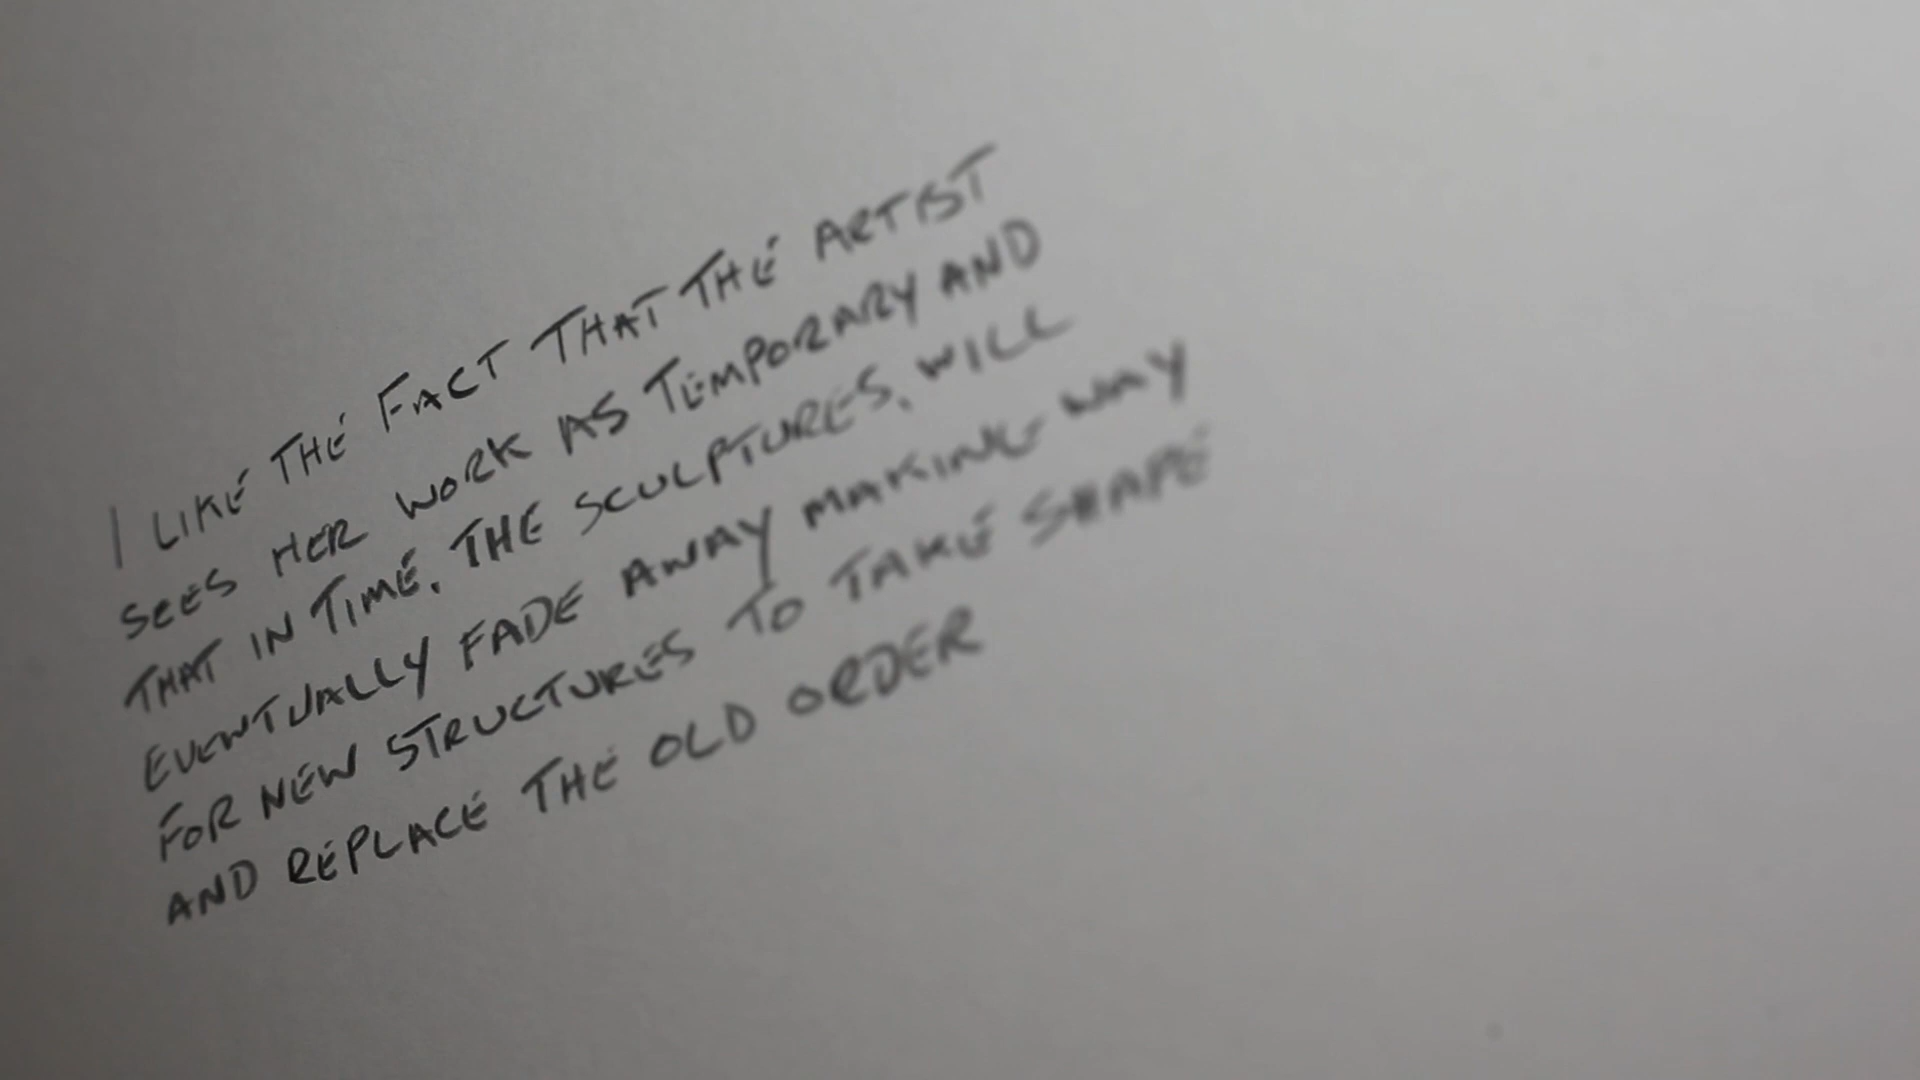 I LIKE THE FACT THAT THE ARTIST
SEES HER WORK AS TEMPORARY AND
THAT IN TIME, THE SCULPTURES, WILL
EVENTUALLY FADE AWAY MAKING WAY
FOR NEW STRUCTURES TO TAKE SHAPE
AND REPLACE THE OLD ORDER